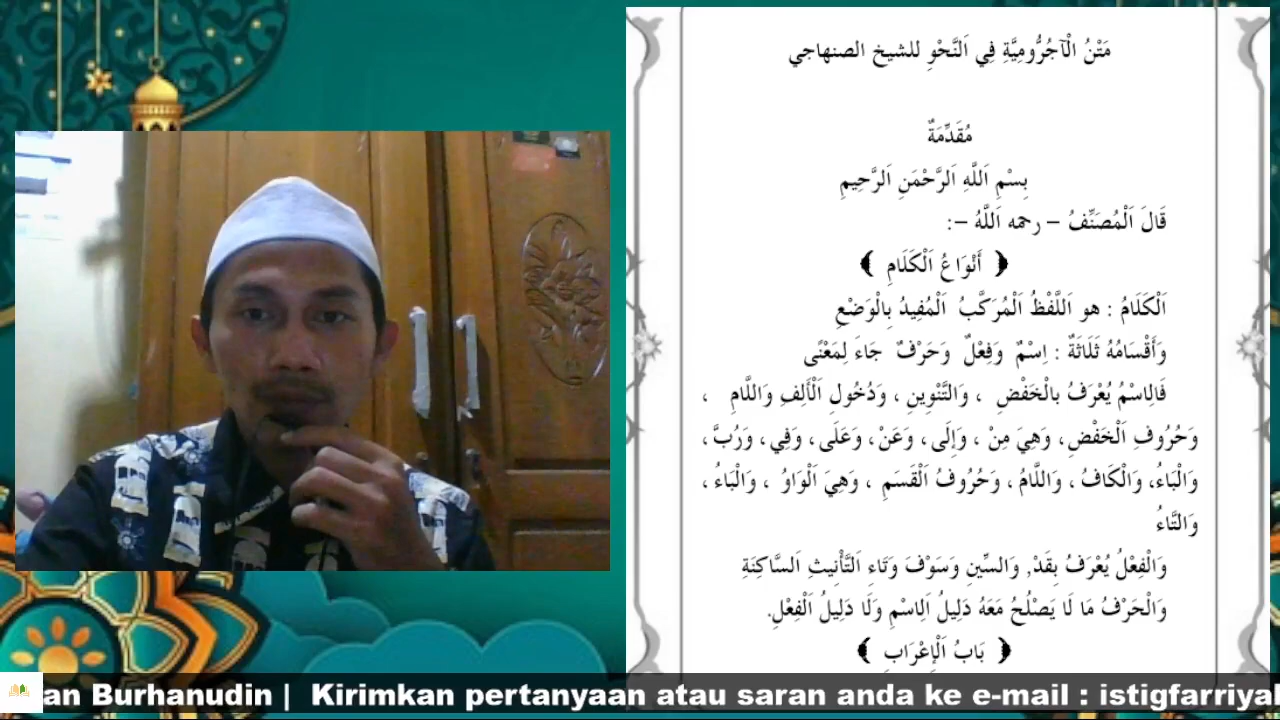 مَتْنُ الْآجُرُّومِيَّةِ فِي اَلنَّحْوِ للشيخ الصنهاجي
مُقَدِّمَةٌ
بِسْمِ اَللَّهِ اَلرَّحْمَنِ اَلرَّحِيمِ
قَالَ اَلْمُصَنِّفُ – رحمه اَللَّهُ –:
﴿ أَنْوَاعُ اَلْكَلَامِ ﴾
اَلْكَلَامُ : هو اَللَّفْظُ اَلْمُرَكَّبُ اَلْمُفِيدُ بِالْوَضْعِ
وَأَقْسَامُهُ ثَلَاثَةٌ : اِسْمٌ وَفِعْلٌ وَحَرْفٌ جَاءَ لِمَعْنًى
فَالِاسْمُ يُعْرَفُ بالْخَفْضِ ، وَالتَّنْوِينِ ، وَدُخُولِ اَلْأَلِفِ وَاللَّامِ ،
وَحُرُوفِ اَلْخَفْضِ، وَهِيَ مِنْ ، وَإِلَى ، وَعَنْ ، وَعَلَى ، وَفِي ، وَرُبَّ ،
وَالْبَاءُ، وَالْكَافُ ، وَاللَّامُ ، وَحُرُوفُ اَلْقَسَمِ ، وَهِيَ اَلْوَاوُ ، وَالْبَاءُ ،
وَالتَّاءُ
وَالْفِعْلُ يُعْرَفُ بِقَدْ, وَالسِّينِ وَسَوْفَ وَتَاءِ اَلتَّأْنِيثِ اَلسَّاكِنَةِ
وَالْحَرْفُ مَا لَا يَصْلُحُ مَعَهُ دَلِيلُ اَلِاسْمِ وَلَا دَلِيلُ اَلْفِعْلِ.
﴿ بَابُ اَلْإِعْرَابِ ﴾
an Burhanudin | Kirimkan pertanyaan atau saran anda ke e-mail : istigfarriya